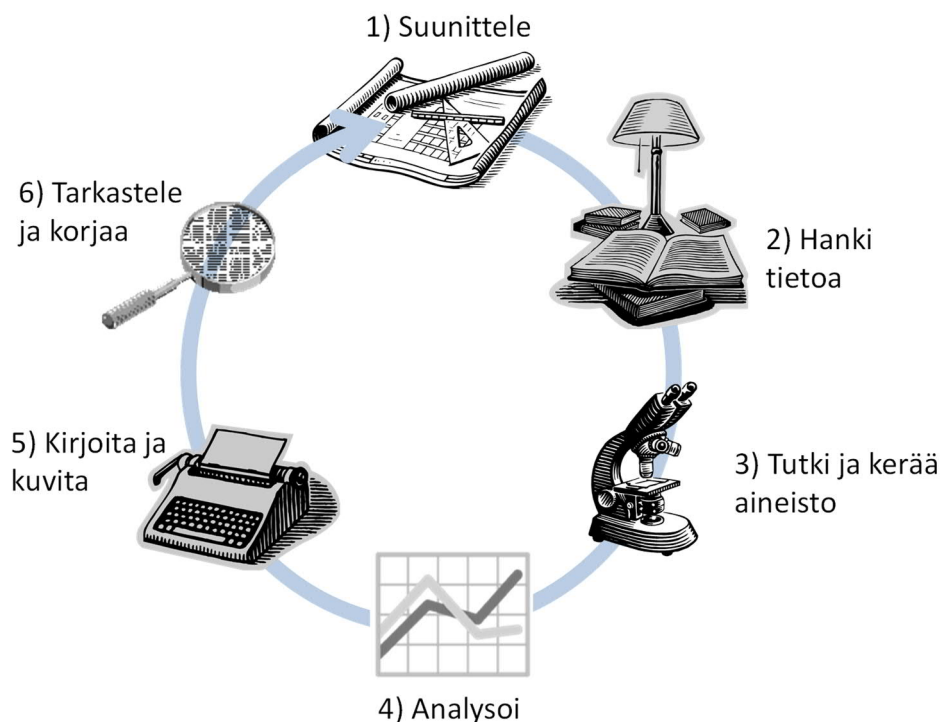 1) Suunittele
2) Hanki
tietoa
3) Tutki ja kerää
aineisto
4) Analysoi
5) Kirjoita ja
kuvita
6) Tarkastele
ja korjaa